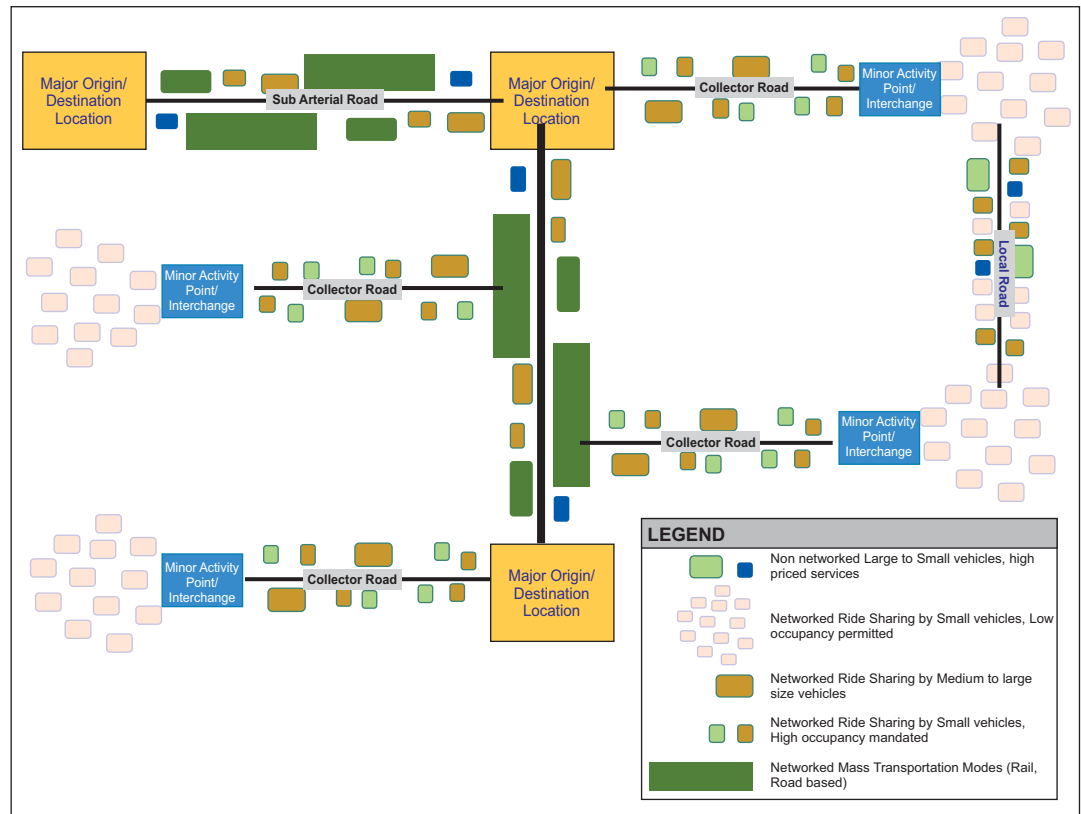 Major Origin/
Destination
Location
Sub Arterial Road
Major Origin/
Destination
Location
Collector Road
Minor Activity
Point/
Interchange
Local Road
Minor Activity
Point/
Interchange
Collector Road
Collector Road
Minor Activity
Point/
Interchange
Minor Activity
Point/
Interchange
Collector Road
Major Origin/
Destination
Location
LEGEND
Non networked Large to Small vehicles, high
priced services
Networked Ride Sharing by Small vehicles, Low
occupancy permitted
Networked Ride Sharing by Medium to large
size vehicles
Networked Ride Sharing by Small vehicles,
High occupancy mandated
Networked Mass Transportation Modes (Rail,
Road based)